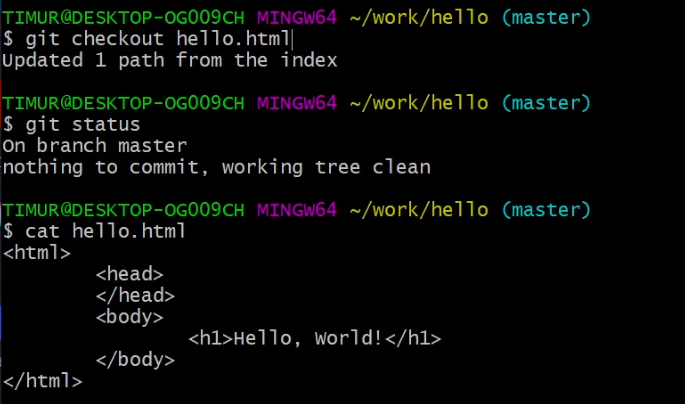 TIMUR@DESKTOP-OG009CH MINGW64 ~/work/hello (master)
$ git checkout hello.html
Updated 1 path from the index

TIMUR@DESKTOP-OG009CH MINGW64 ~/work/hello (master)
$ git status
On branch master
nothing to commit, working tree clean

TIMUR@DESKTOP-OG009CH MINGW64 ~/work/hello (master)
$ cat hello.html
<html>
        <head>
        </head>
        <body>
                <h1>Hello, World!</h1>
        </body>
</html>